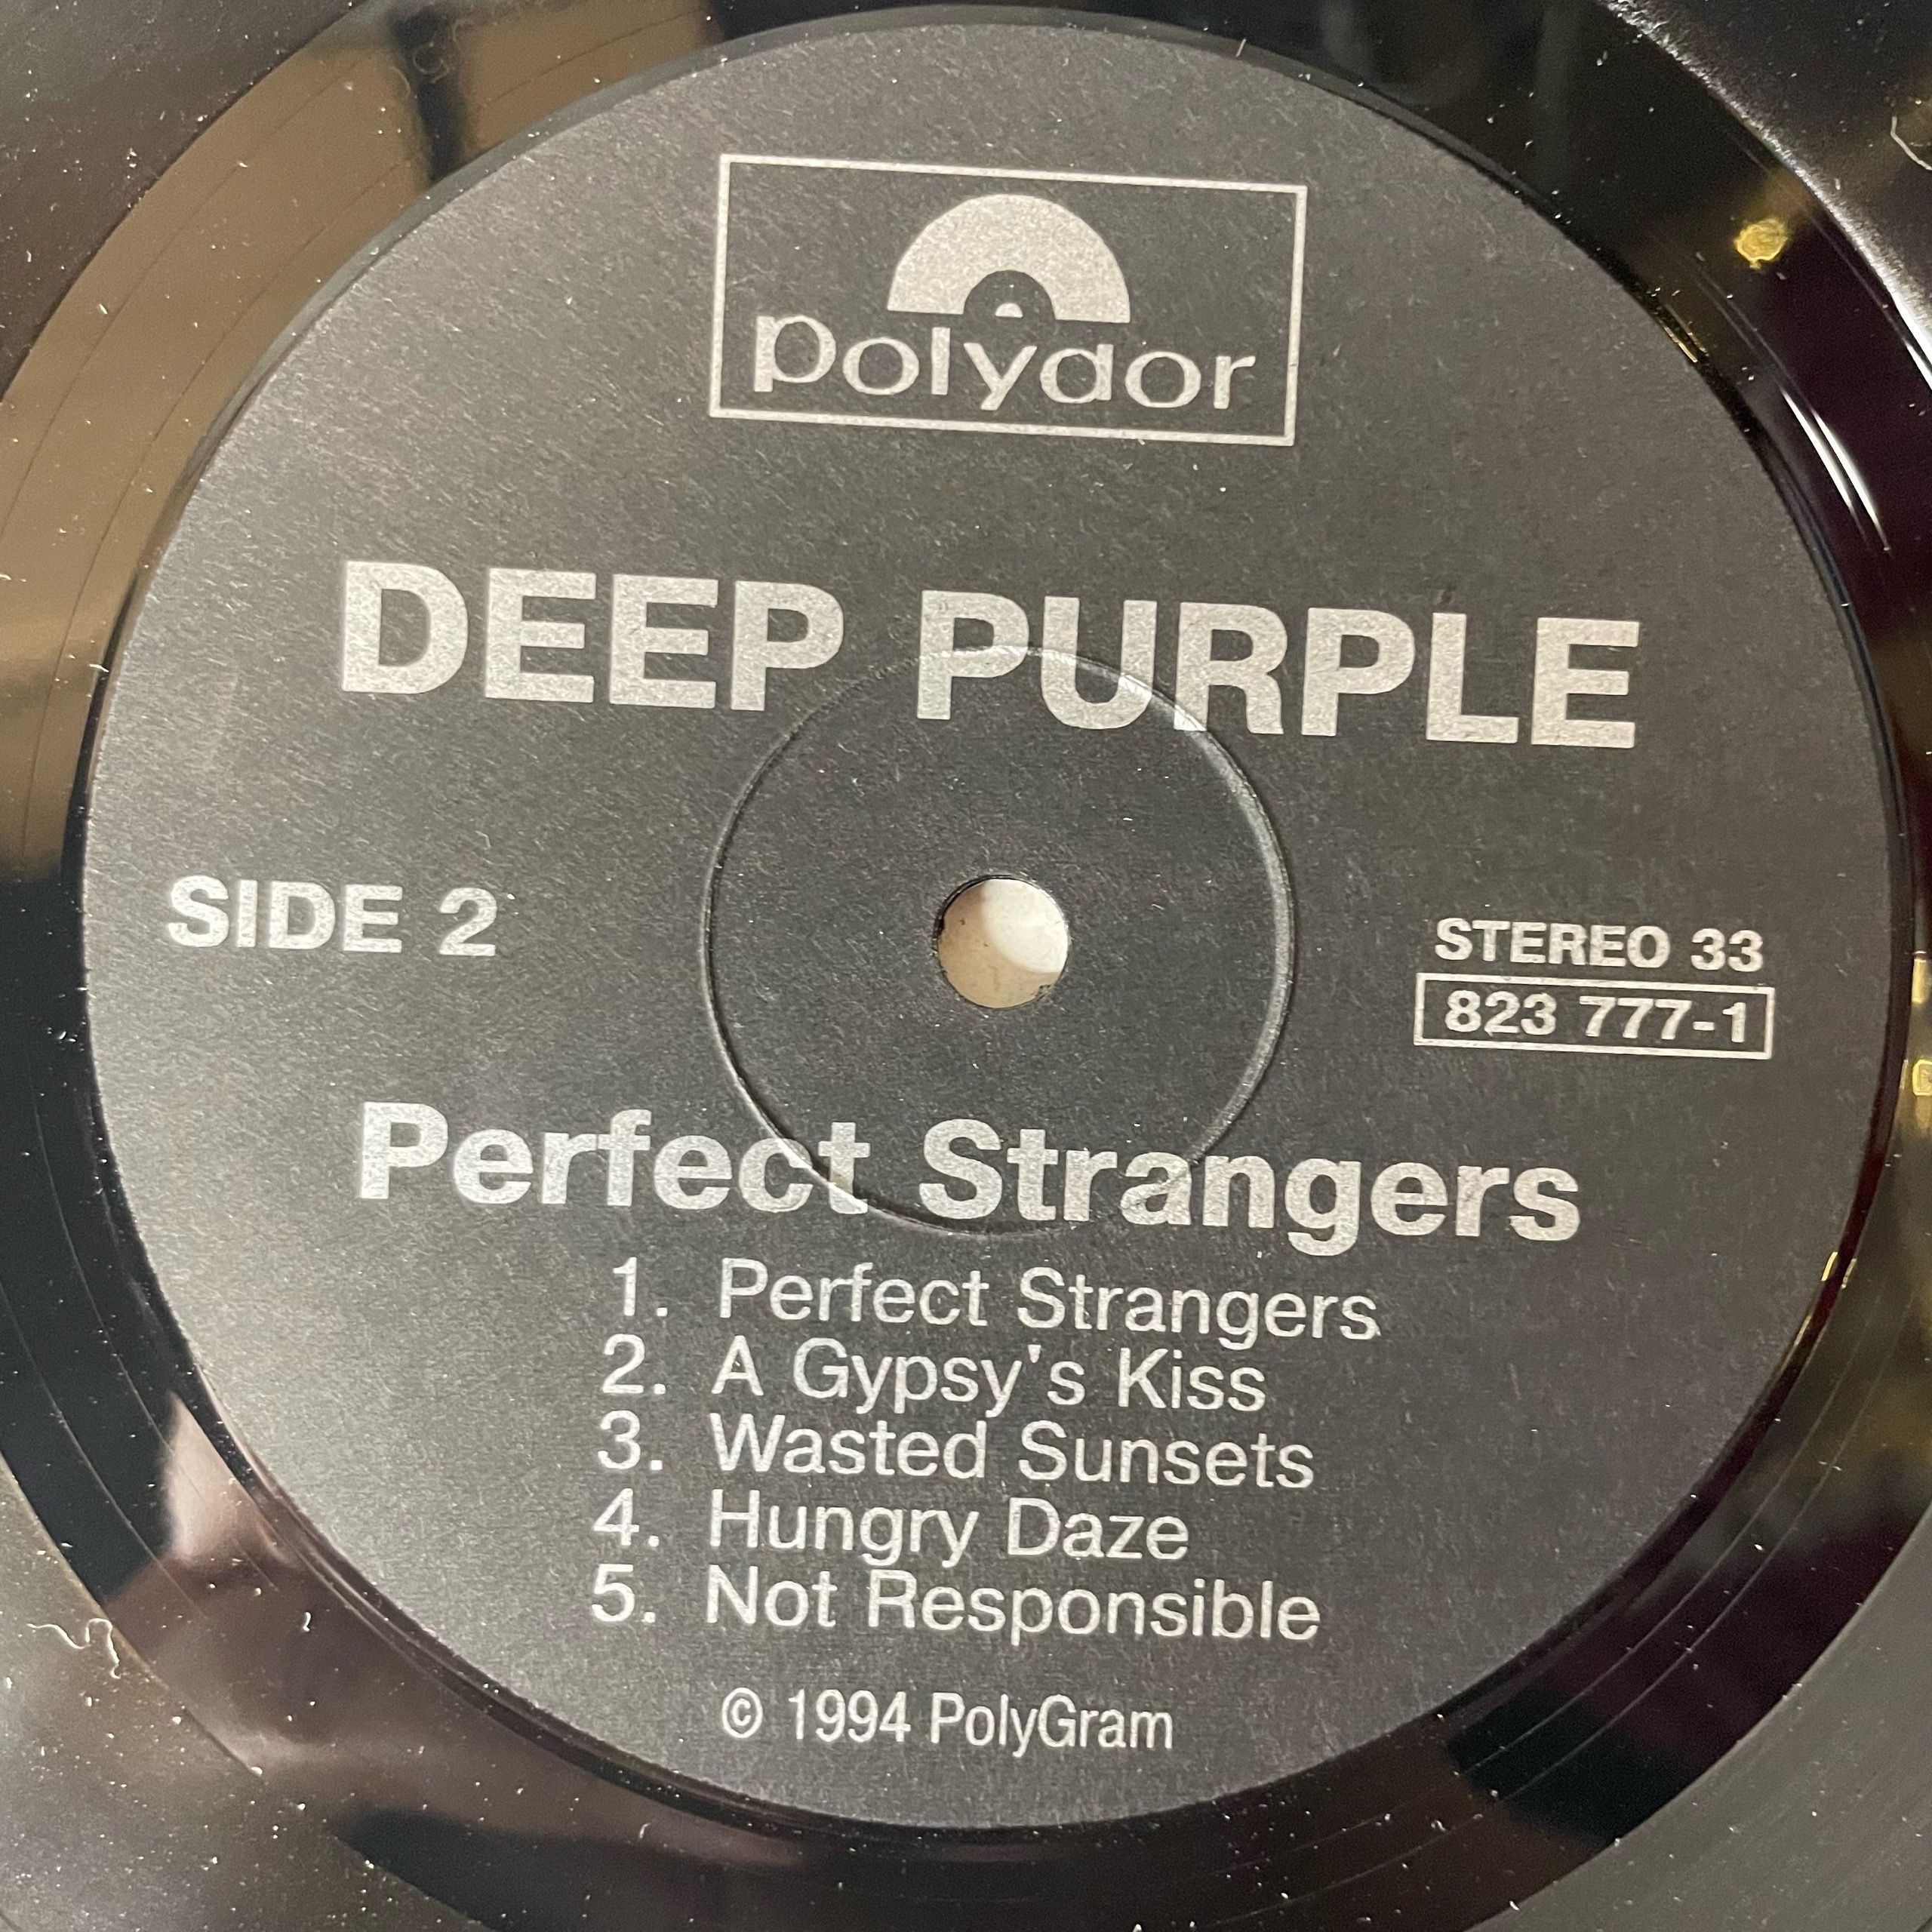 polydor
DEEP PURPLE
SIDE 2
STEREO 33
823 777-1
Perfect Strangers
1. Perfect Strangers
2. A Gypsy's Kiss
3. Wasted Sunsets
4. Hungry Daze
5. Not Responsible
© 1994 PolyGram